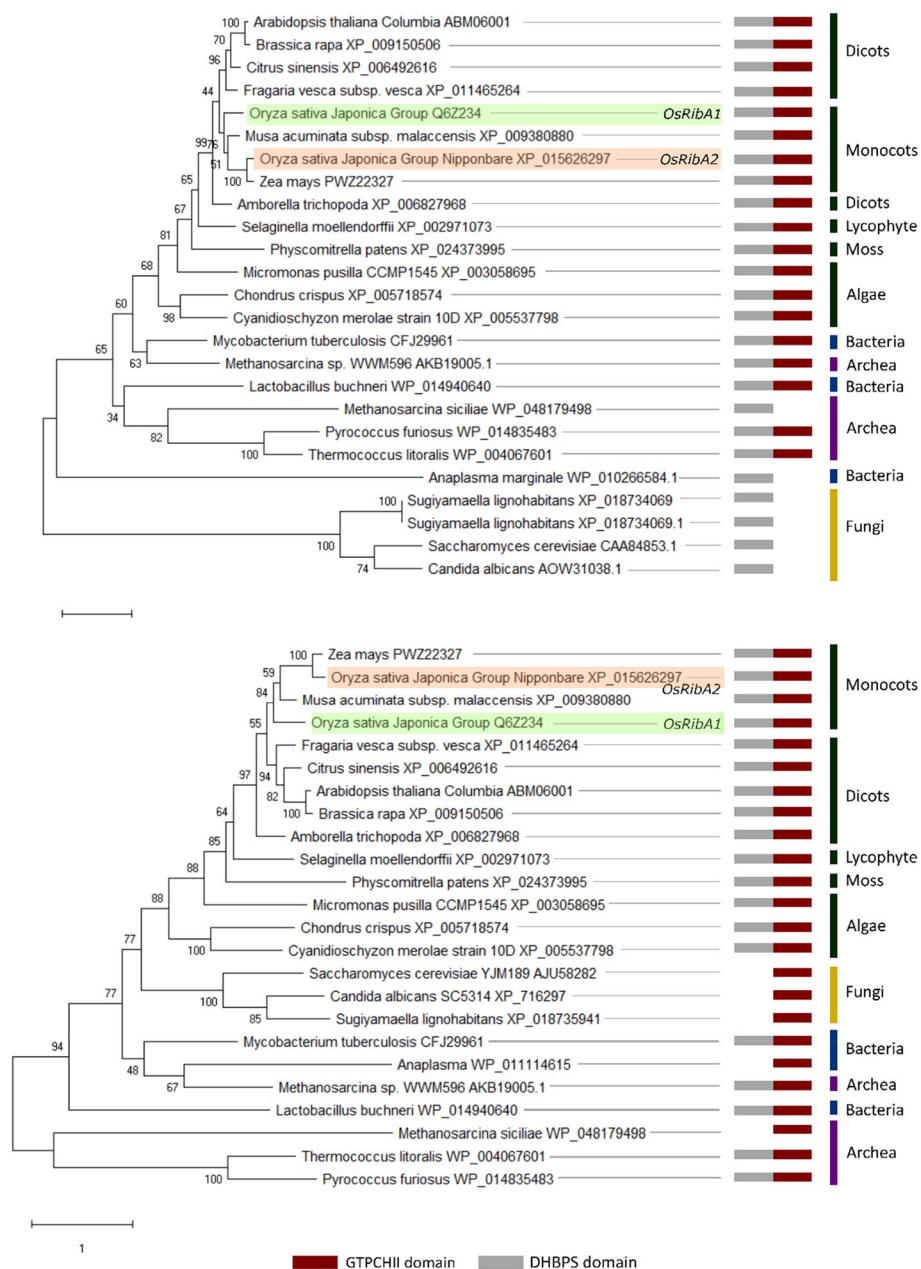 Arabidopsis thaliana Columbia ABM06001
Brassica rapa XP_009150506
Citrus sinensis XP_006492616
Fragaria vesca subsp. vesca XP_011465264
Dicots
Oryza sativa Japonica Group Q6Z234 OsRibA1
Musa acuminata subsp. malaccensis XP_009380880
Oryza sativa Japonica Group Nipponbare XP_015626297 OsRibA2
Zea mays PWZ22327
Monocots
Amborella trichopoda XP_006827968 Dicots
Selaginella moellendorffii XP_002971073 Lycophyte
Physcomitrella patens XP_024373995 Moss
Micromonas pusilla CCMP1545 XP_003058695
Chondrus crispus XP_005718574
Cyanidioschyzon merolae strain 10D XP_005537798
Algae
Mycobacterium tuberculosis CFJ29961 Bacteria
Methanosarcina sp. WWM596 AKB19005.1 Archea
Lactobacillus buchneri WP_014940640 Bacteria
Methanosarcina siciliae WP_048179498
Pyrococcus furiosus WP_014835483
Thermococcus litoralis WP_004067601
Archea
Anaplasma marginale WP_010266584.1 Bacteria
Sugiyamaella lignohabitans XP_018734069
Sugiyamaella lignohabitans XP_018734069.1
Saccharomyces cerevisiae CAA84853.1
Candida albicans AOW31038.1
Fungi
100
70
96
44
99
76
51
100
65
67
81
68
98
60
63
65
34
82
100
100
100
74
Zea mays PWZ22327
Oryza sativa Japonica Group Nipponbare XP_015626297
OsRibA2
Musa acuminata subsp. malaccensis XP_009380880
Oryza sativa Japonica Group Q6Z234 OsRibA1
Monocots
Fragaria vesca subsp. vesca XP_011465264
Citrus sinensis XP_006492616
Arabidopsis thaliana Columbia ABM06001
Brassica rapa XP_009150506
Amborella trichopoda XP_006827968
Dicots
Selaginella moellendorffii XP_002971073 Lycophyte
Physcomitrella patens XP_024373995 Moss
Micromonas pusilla CCMP1545 XP_003058695
Chondrus crispus XP_005718574
Cyanidioschyzon merolae strain 10D XP_005537798
Algae
Saccharomyces cerevisiae YJM189 AJU58282
Candida albicans SC5314 XP_716297
Sugiyamaella lignohabitans XP_018735941
Fungi
Mycobacterium tuberculosis CFJ29961
Anaplasma WP_011114615
Bacteria
Methanosarcina sp. WWM596 AKB19005.1 Archea
Lactobacillus buchneri WP_014940640 Bacteria
Methanosarcina siciliae WP_048179498
Thermococcus litoralis WP_004067601
Pyrococcus furiosus WP_014835483
Archea
100
59
84
55
94
82
100
97
64
85
88
88
100
77
100
85
77
94
48
67
100
1
GTPCHII domain DHBPS domain